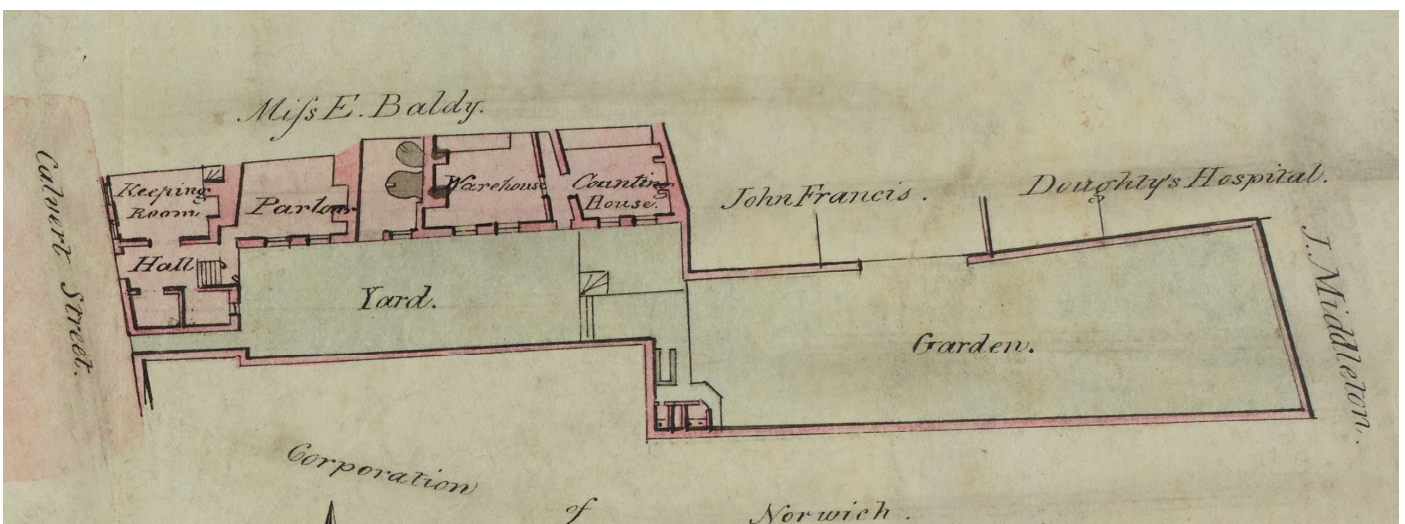 Miſs E. Baldy.
Calvert Street.
Keeping
Room
Parlour
Warehouse
Counting
House.
John Francis.
Doughty's Hospital.
Hall
Yard.
Garden.
J. Middleton.
Corporation
of Norwich.